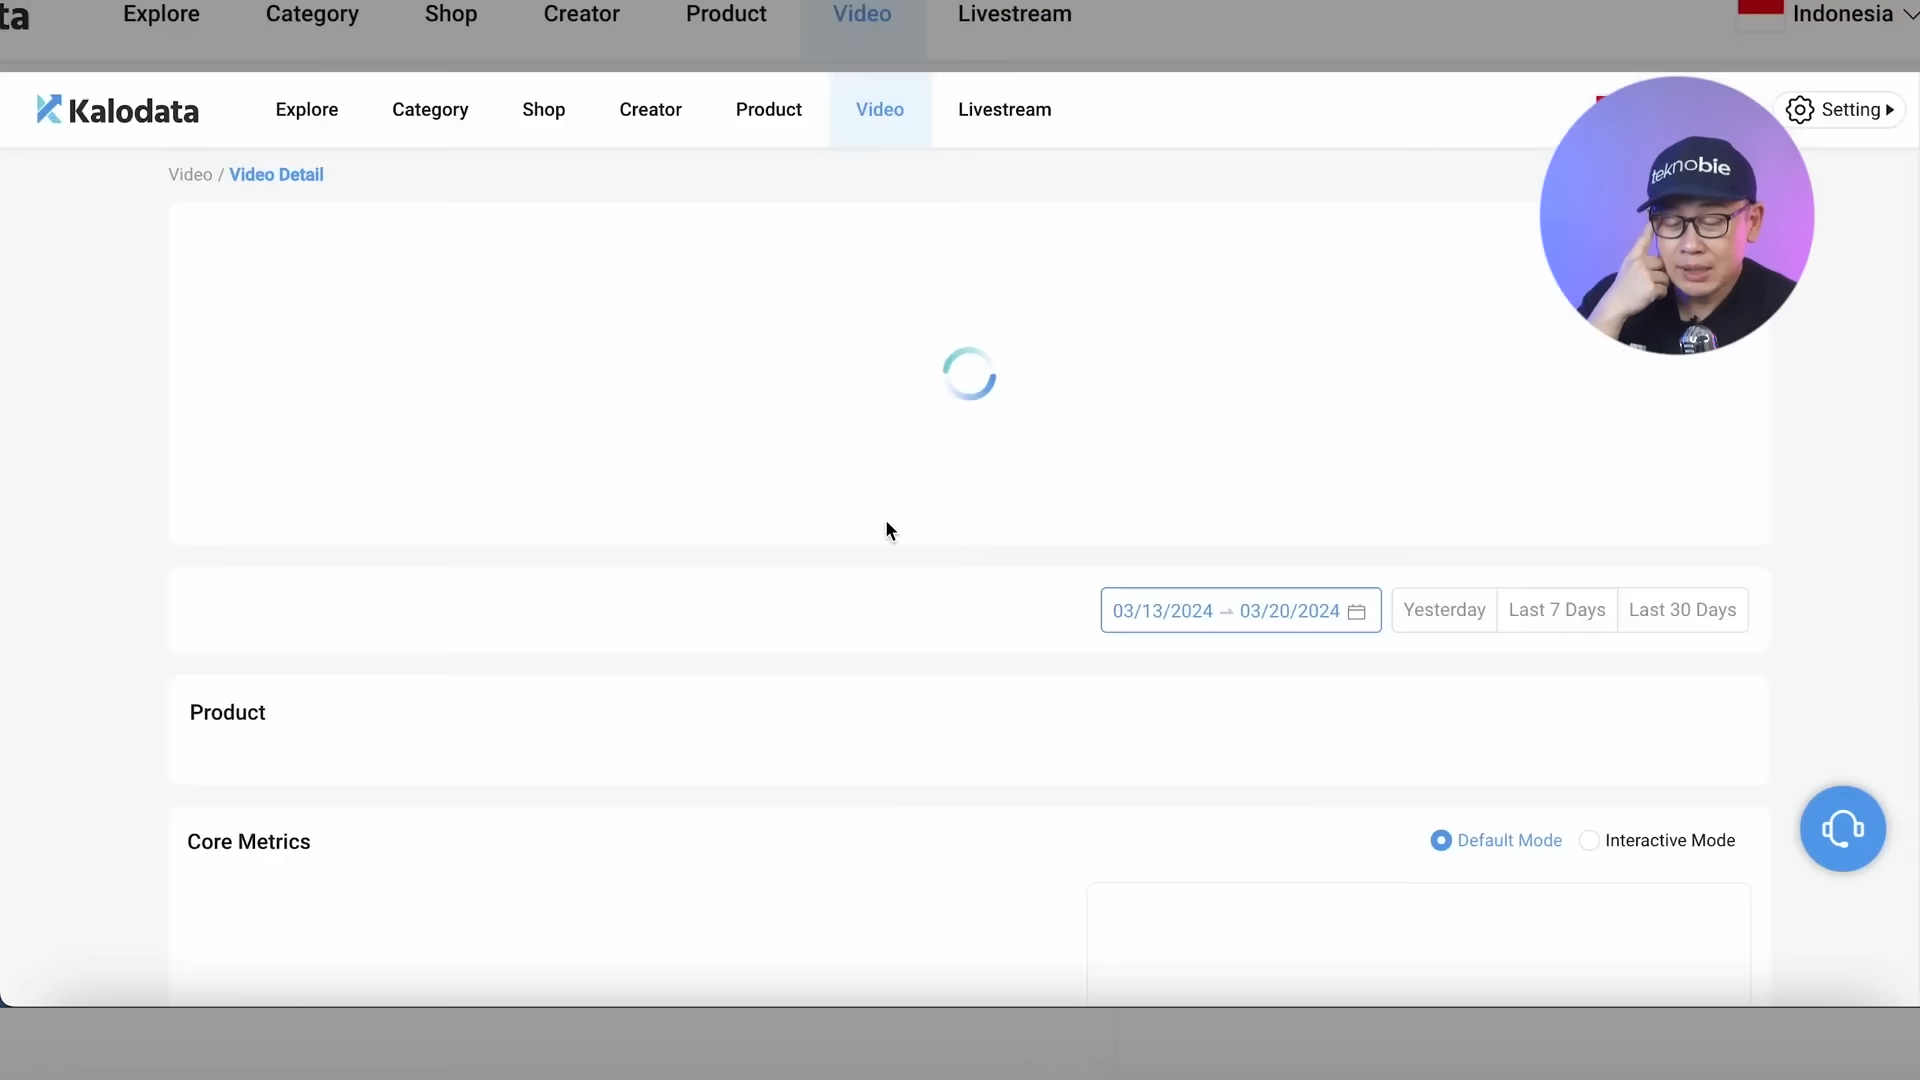 ta Explore Category Shop Creator Product Video Livestream Indonesia
Kalodata Explore Category Shop Creator Product Video Livestream Setting
Video / Video Detail
teknobie
03/13/2024 → 03/20/2024 Yesterday Last 7 Days Last 30 Days
Product
Core Metrics Default Mode Interactive Mode